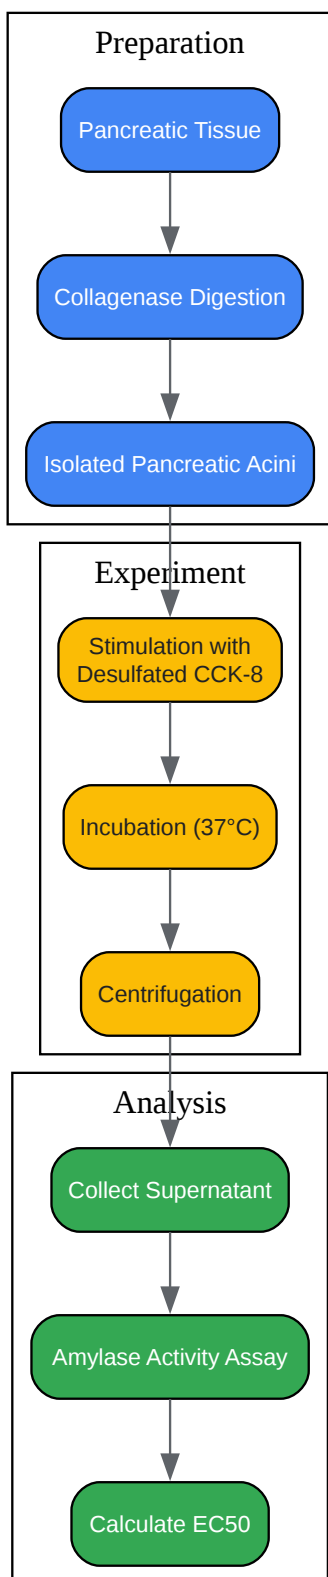 Preparation
Pancreatic Tissue
Collagenase Digestion
Isolated Pancreatic Acini
Experiment
Stimulation with
Desulfated CCK-8
Incubation (37°C)
Centrifugation
Analysis
Collect Supernatant
Amylase Activity Assay
Calculate EC50